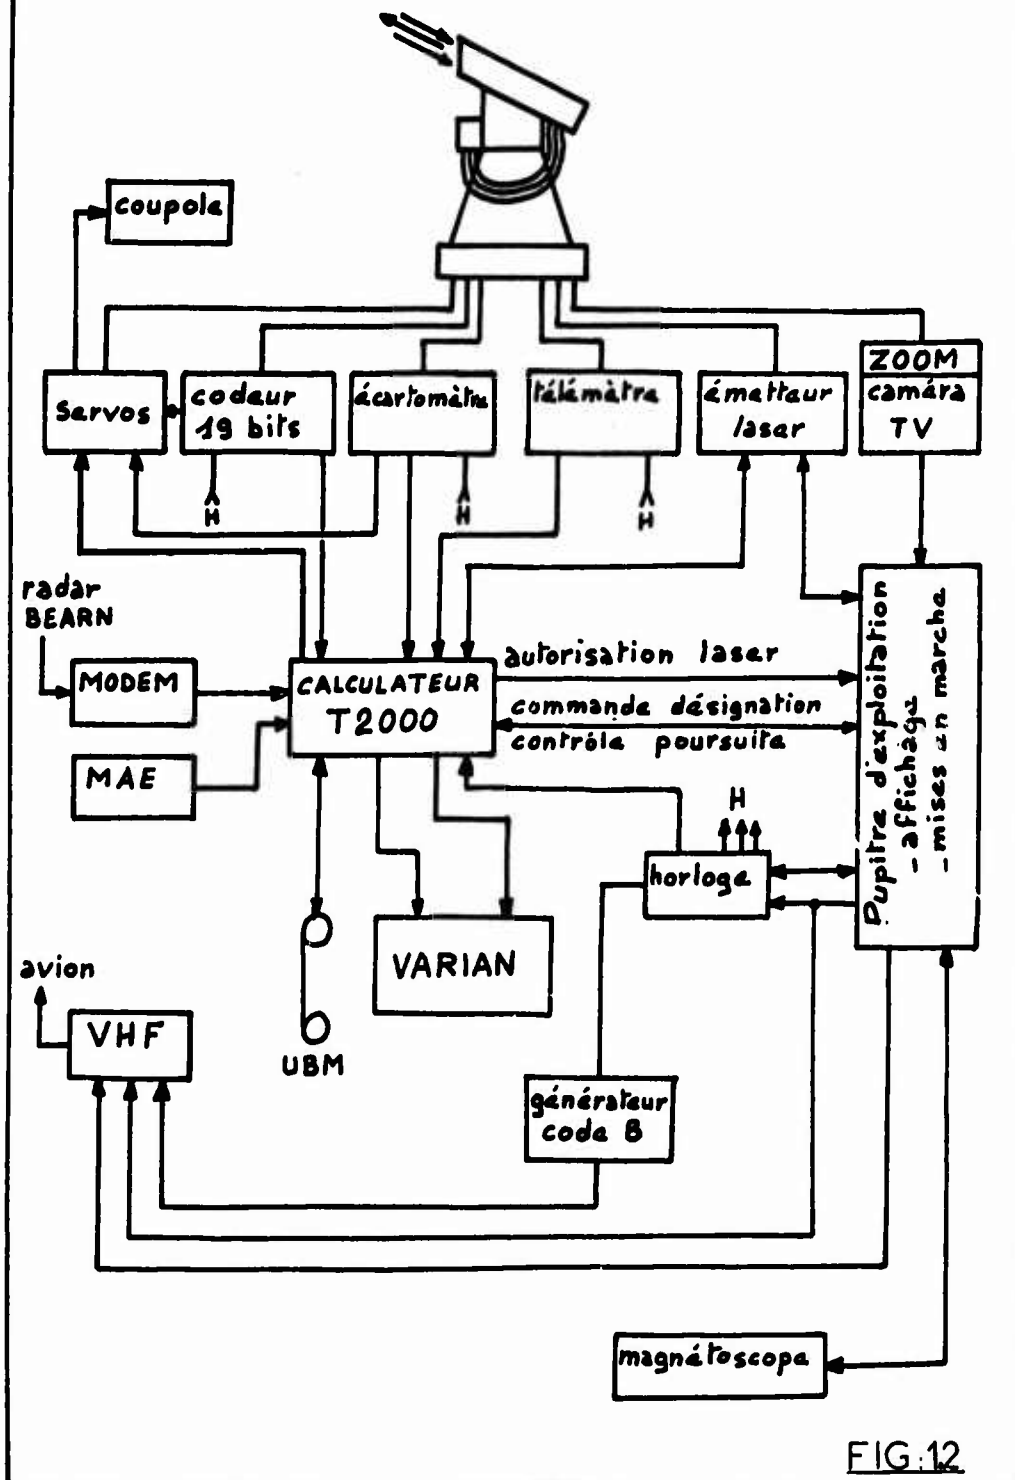 coupole
ZOOM
servos
codeur
19 bits
écartomètre
télémètre
émetteur
laser
caméra
TV
H
H
H
radar
BEARN
MODEM
CALCULATEUR
T2000
autorisation laser
commande désignation
contrôle poursuite
MAE
H
horloge
Pupitre d'exploitation
- affichage
- mises en marche
VARIAN
avion
VHF
UBM
générateur
code B
magnétoscope
FIG:12